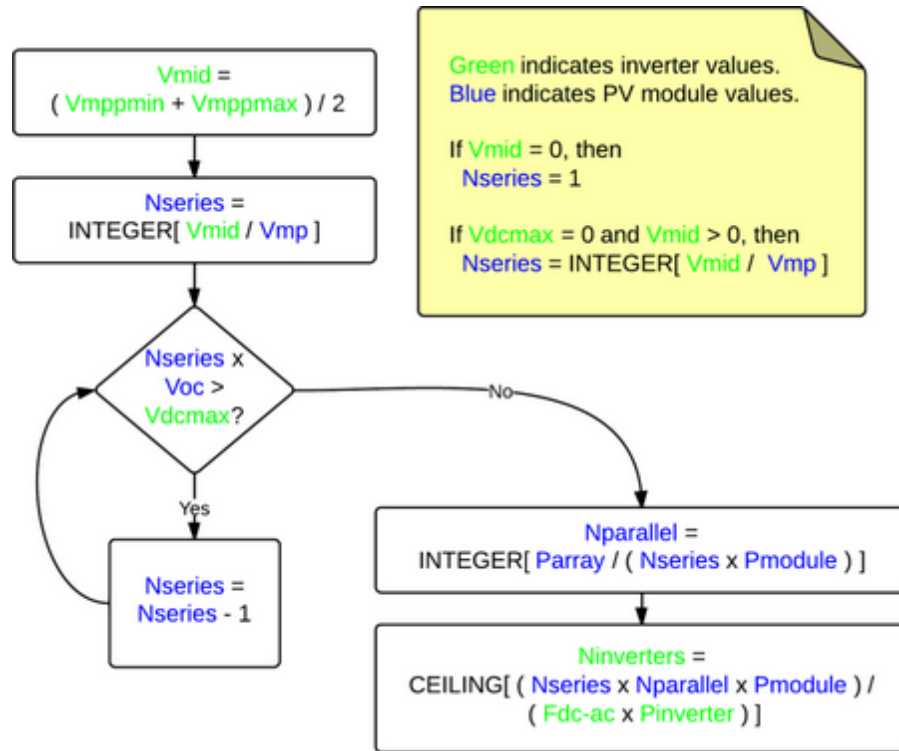 Vmid =
( Vmppmin + Vmppmax ) / 2
Nseries =
INTEGER[ Vmid / Vmp ]
Nseries x
Voc >
Vdcmax?
No
Yes
Nseries =
Nseries - 1
Green indicates inverter values.
Blue indicates PV module values.
If Vmid = 0, then
Nseries = 1
If Vdcmax = 0 and Vmid > 0, then
Nseries = INTEGER[ Vmid / Vmp ]
Nparallel =
INTEGER[ Parray / ( Nseries x Pmodule ) ]
Ninverters =
CEILING[ ( Nseries x Nparallel x Pmodule ) /
( Fdc-ac x Pinverter ) ]